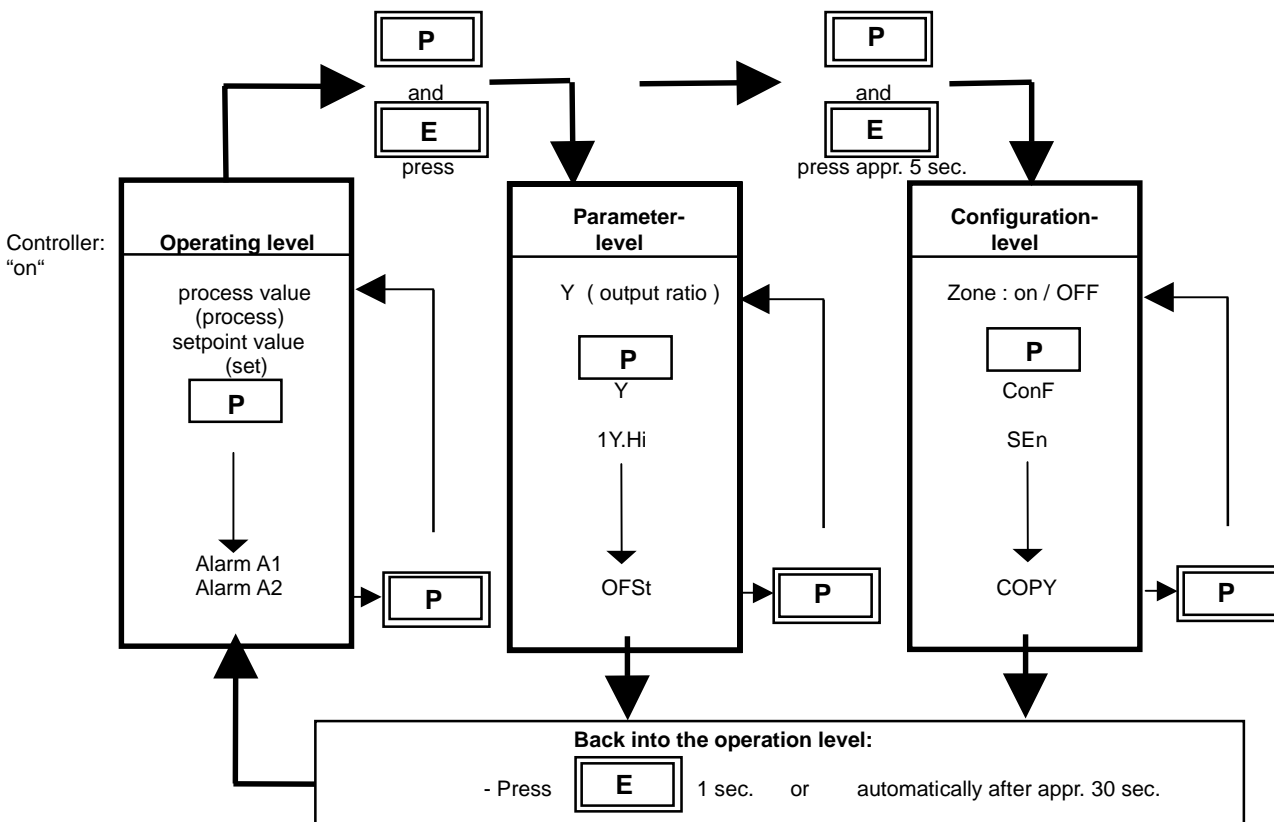 P
and
E
press
P
and
E
press appr. 5 sec.
Controller:
“on“
Operating level
process value
(process)
setpoint value
(set)
P
Alarm A1
Alarm A2
P
Parameter-
level
Y ( output ratio )
P
Y
1Y.Hi
OFSt
P
Configuration-
level
Zone : on / OFF
P
ConF
SEn
COPY
P
Back into the operation level:
- Press E 1 sec. or automatically after appr. 30 sec.